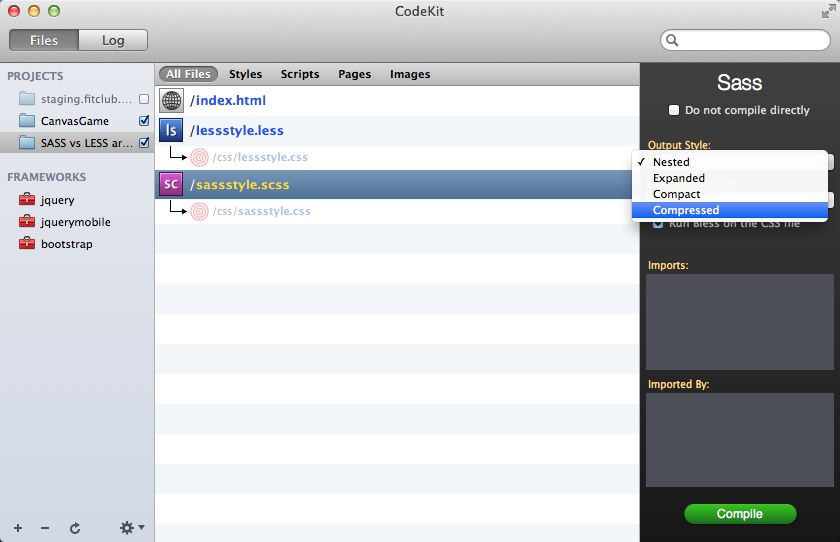 CodeKit
Files Log
PROJECTS
staging.fitclub....
CanvasGame
SASS vs LESS ar...
FRAMEWORKS
jquery
jquerymobile
bootstrap
All Files Styles Scripts Pages Images
/index.html
ls /lessstyle.less
/css/lessstyle.css
SC /sassstyle.scss
/css/sassstyle.css
Sass
Do not compile directly
Output Style:
✓ Nested
Expanded
Compact
Compressed
Run Bless on the CSS file
Imports:
Imported By:
Compile